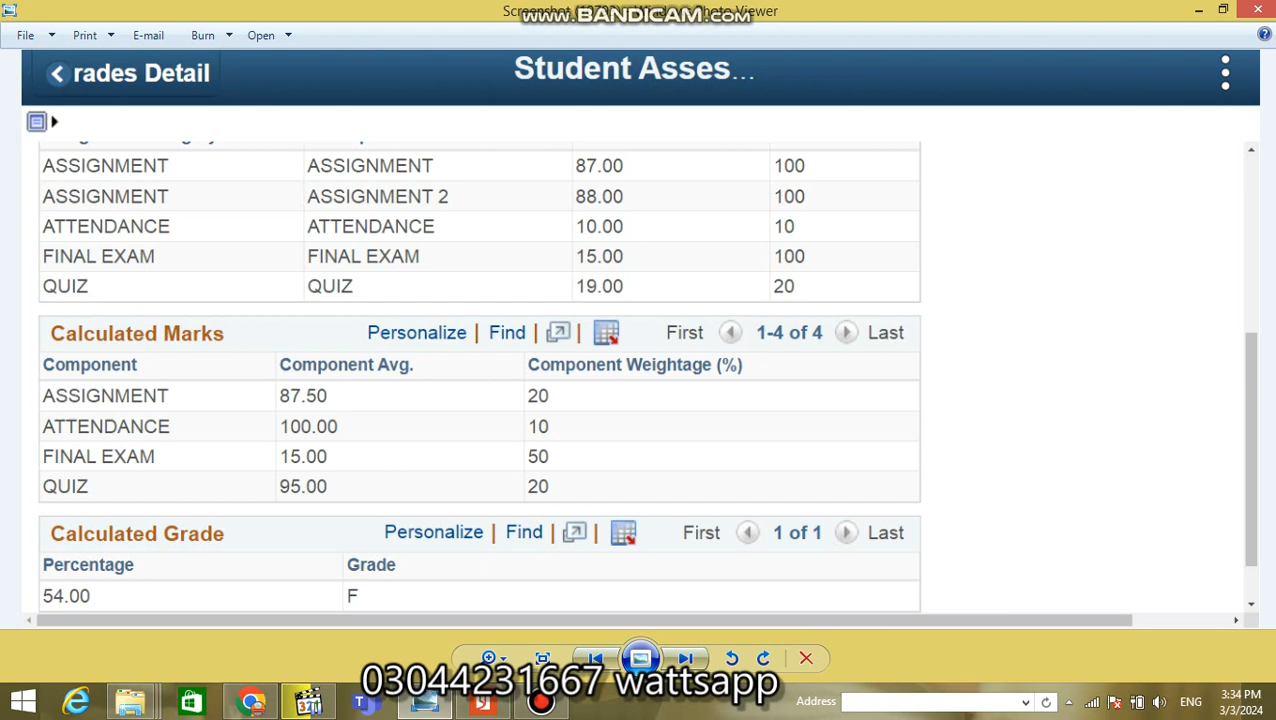 Screenshot
Viewer
www.BANDICAM.com
File Print E-mail Burn Open
rades Detail
Student Asses...
ASSIGNMENT ASSIGNMENT 87.00 100
ASSIGNMENT ASSIGNMENT 2 88.00 100
ATTENDANCE ATTENDANCE 10.00 10
FINAL EXAM FINAL EXAM 15.00 100
QUIZ QUIZ 19.00 20
Calculated Marks Personalize | Find | | First 1-4 of 4 Last
Component Component Avg. Component Weightage (%)
ASSIGNMENT 87.50 20
ATTENDANCE 100.00 10
FINAL EXAM 15.00 50
QUIZ 95.00 20
Calculated Grade Personalize | Find | | First 1 of 1 Last
Percentage Grade
54.00 F
03044231667 wattsapp
321
Address
ENG
3:34 PM
3/3/2024